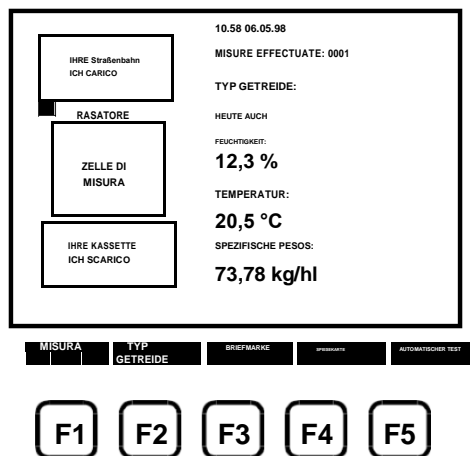 10.58 06.05.98
MISURE EFFECTUATE: 0001
IHRE Straßenbahn
ICH CARICO
TYP GETREIDE:
RASATORE
HEUTE AUCH
FEUCHTIGKEIT:
12,3 %
ZELLE DI
MISURA
TEMPERATUR:
20,5 °C
IHRE KASSETTE
ICH SCARICO
SPEZIFISCHE PESOS:
73,78 kg/hl
MISURA
TYP
GETREIDE
BRIEFMARKE
SPEISEKARTE
AUTOMATISCHER TEST
F1 F2 F3 F4 F5